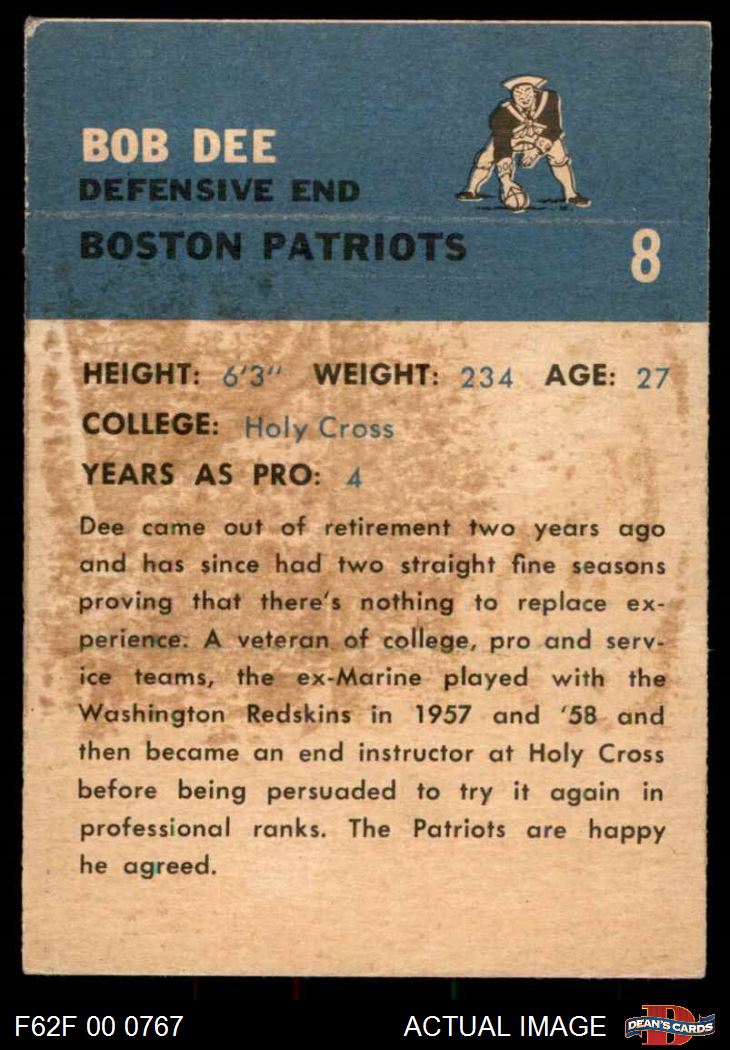 BOB DEE
DEFENSIVE END
BOSTON PATRIOTS
8
HEIGHT: 6'3" WEIGHT: 234 AGE: 27
COLLEGE: Holy Cross
YEARS AS PRO: 4
Dee came out of retirement two years ago
and has since had two straight fine seasons
proving that there's nothing to replace ex-
perience. A veteran of college, pro and serv-
ice teams, the ex-Marine played with the
Washington Redskins in 1957 and '58 and
then became an end instructor at Holy Cross
before being persuaded to try it again in
professional ranks. The Patriots are happy
he agreed.
F62F 00 0767 ACTUAL IMAGE
D
DEAN'S CARDS